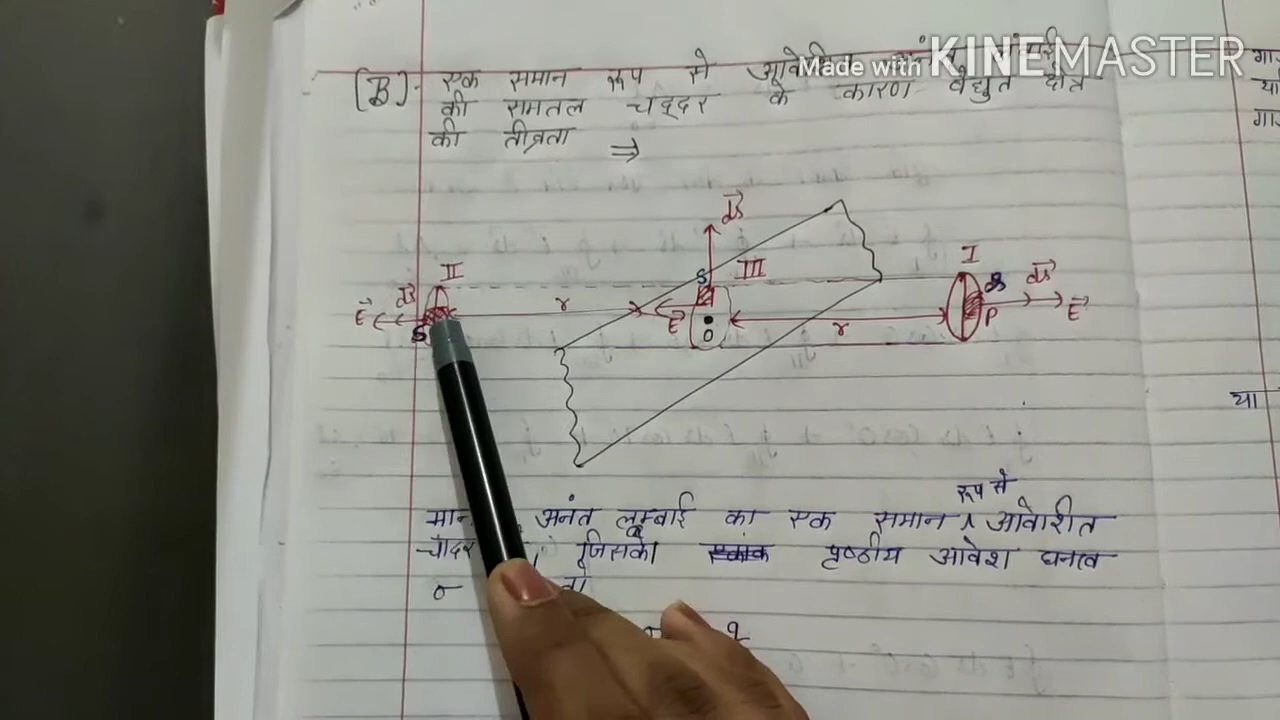 Made with KINEMASTER
[B]. एक समान रूप से
की समतल चद्दर के कारण वैद्युत क्षेत्र
की तीव्रता ⇒
गा
या
गा
dS
II S III I
E dS r E O r dS dS E
S P
या
रूप से
अनंत लम्बाई का एक समान ^ आवेशीत
चादर जिसका पृष्ठीय आवेश घनत्व
σ तो
q